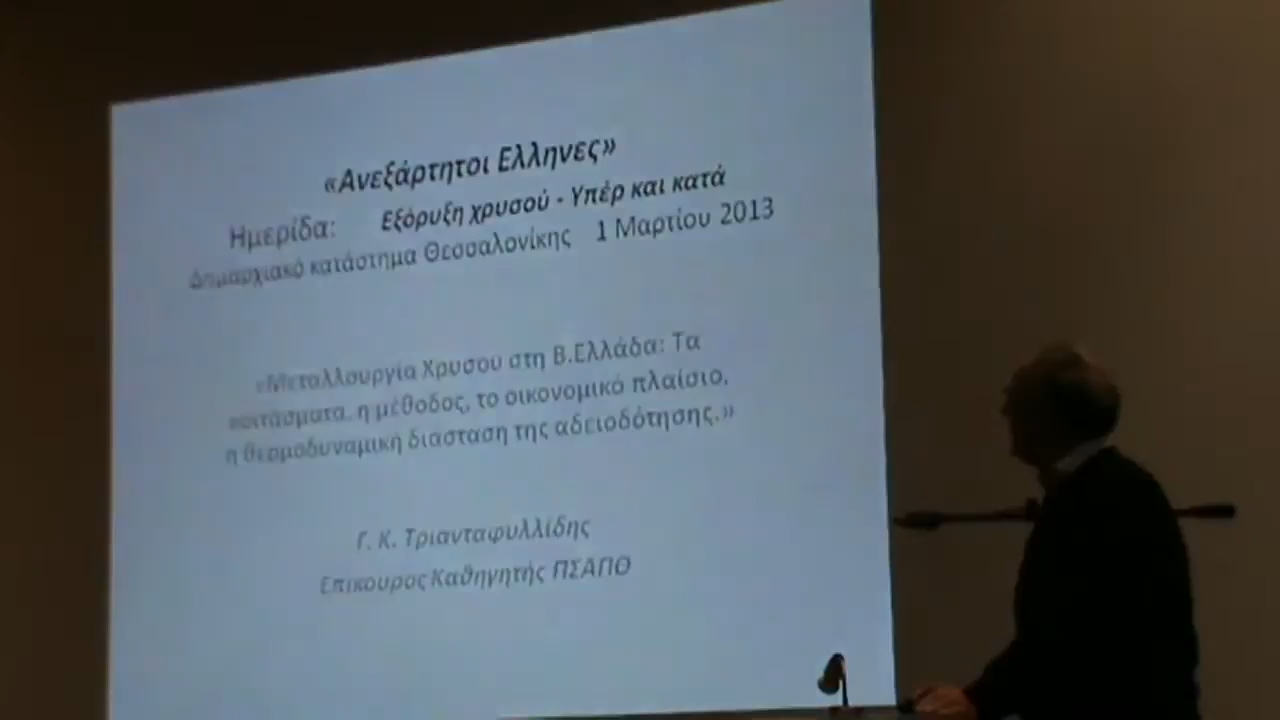 «Ανεξάρτητοι Ελληνες»
Ημερίδα: Εξόρυξη χρυσού - Υπέρ και κατά
Δημαρχιακό κατάστημα Θεσσαλονίκης 1 Μαρτίου 2013
«Μεταλλουργία Χρυσου στη Β.Ελλάδα: Τα
κοιτάσματα, η μέθοδος, το οικονομικό πλαίσιο,
η θερμοδυναμική διασταση της αδειοδότησης.»
Γ. Κ. Τριανταφυλλίδης
Επικουρος Καθηγητής ΠΣΑΠΘ